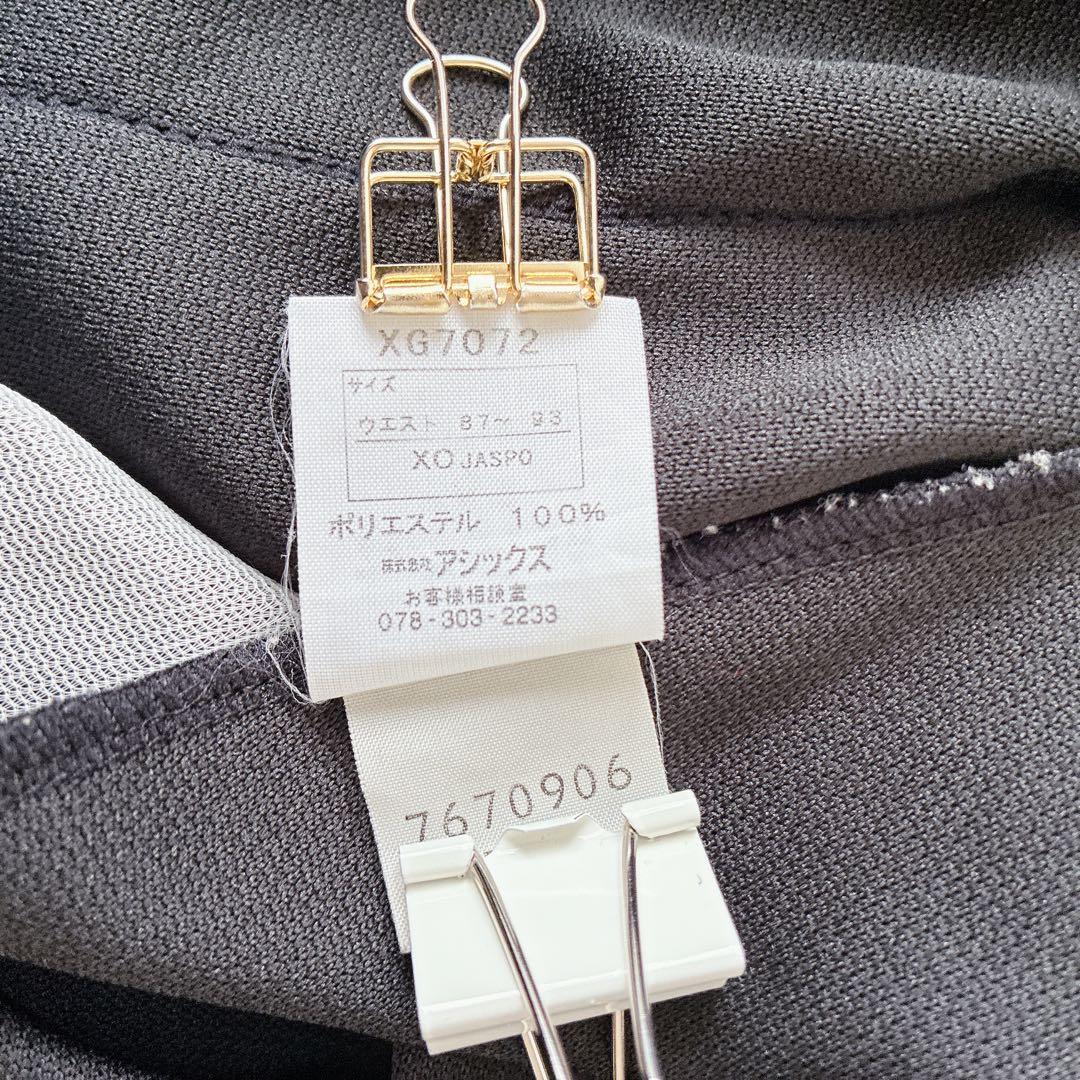 XG7072
サイズ
ウエスト 87～ 93
XO JASPO
ポリエステル 100%
株式会社アシックス
お客様相談室
078-303-2233
7670906